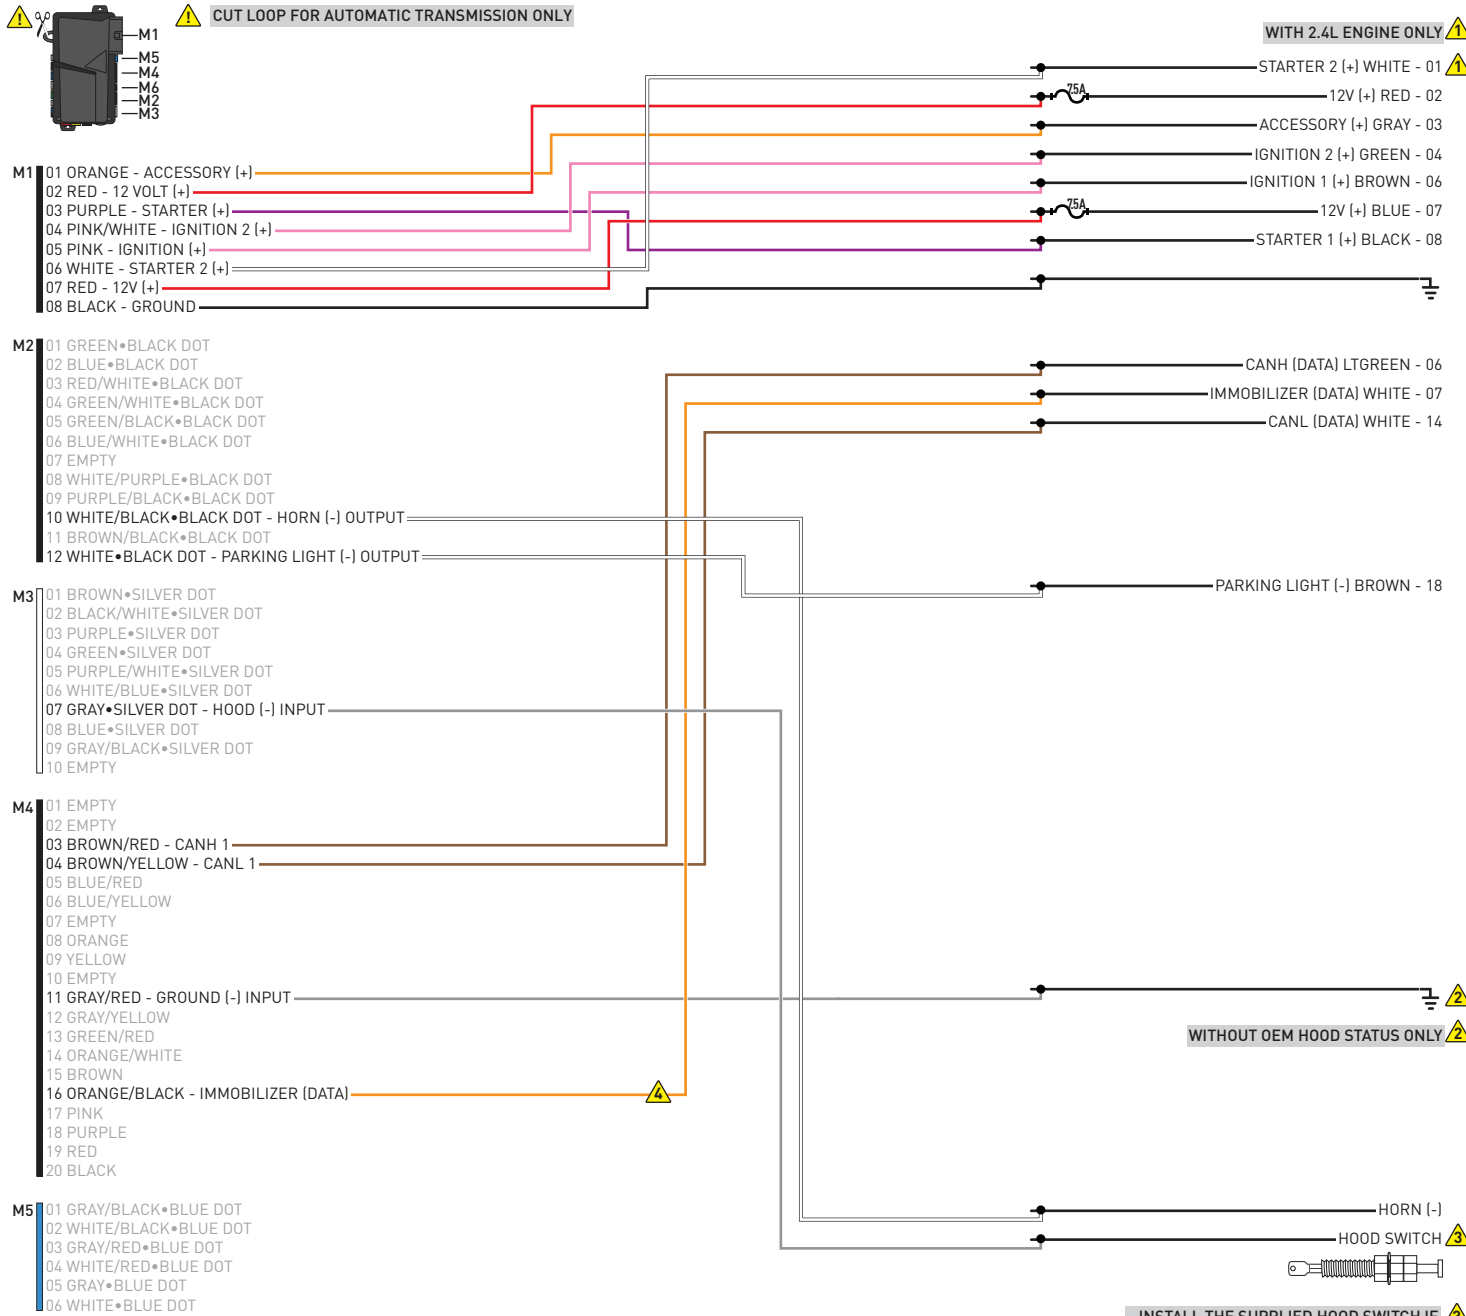 CUT LOOP FOR AUTOMATIC TRANSMISSION ONLY
M1
M5
M4
M6
M2
M3
WITH 2.4L ENGINE ONLY 1
STARTER 2 (+) WHITE - 01 1
7.5A 12V (+) RED - 02
ACCESSORY (+) GRAY - 03
IGNITION 2 (+) GREEN - 04
IGNITION 1 (+) BROWN - 06
7.5A 12V (+) BLUE - 07
STARTER 1 (+) BLACK - 08
M1
01 ORANGE - ACCESSORY (+)
02 RED - 12 VOLT (+)
03 PURPLE - STARTER (+)
04 PINK/WHITE - IGNITION 2 (+)
05 PINK - IGNITION (+)
06 WHITE - STARTER 2 (+)
07 RED - 12V (+)
08 BLACK - GROUND
M2
01 GREEN•BLACK DOT
02 BLUE•BLACK DOT
03 RED/WHITE•BLACK DOT
04 GREEN/WHITE•BLACK DOT
05 GREEN/BLACK•BLACK DOT
06 BLUE/WHITE•BLACK DOT
07 EMPTY
08 WHITE/PURPLE•BLACK DOT
09 PURPLE/BLACK•BLACK DOT
10 WHITE/BLACK•BLACK DOT - HORN (-) OUTPUT
11 BROWN/BLACK•BLACK DOT
12 WHITE•BLACK DOT - PARKING LIGHT (-) OUTPUT
CANH (DATA) LTGREEN - 06
IMMOBILIZER (DATA) WHITE - 07
CANL (DATA) WHITE - 14
PARKING LIGHT (-) BROWN - 18
M3
01 BROWN•SILVER DOT
02 BLACK/WHITE•SILVER DOT
03 PURPLE•SILVER DOT
04 GREEN•SILVER DOT
05 PURPLE/WHITE•SILVER DOT
06 WHITE/BLUE•SILVER DOT
07 GRAY•SILVER DOT - HOOD (-) INPUT
08 BLUE•SILVER DOT
09 GRAY/BLACK•SILVER DOT
10 EMPTY
M4
01 EMPTY
02 EMPTY
03 BROWN/RED - CANH 1
04 BROWN/YELLOW - CANL 1
05 BLUE/RED
06 BLUE/YELLOW
07 EMPTY
08 ORANGE
09 YELLOW
10 EMPTY
11 GRAY/RED - GROUND (-) INPUT
12 GRAY/YELLOW
13 GREEN/RED
14 ORANGE/WHITE
15 BROWN
16 ORANGE/BLACK - IMMOBILIZER (DATA)
17 PINK
18 PURPLE
19 RED
20 BLACK
4
2
WITHOUT OEM HOOD STATUS ONLY 2
M5
01 GRAY/BLACK•BLUE DOT
02 WHITE/BLACK•BLUE DOT
03 GRAY/RED•BLUE DOT
04 WHITE/RED•BLUE DOT
05 GRAY•BLUE DOT
06 WHITE•BLUE DOT
HORN (-)
HOOD SWITCH 3
INSTALL THE SUPPLIED HOOD SWITCH IF